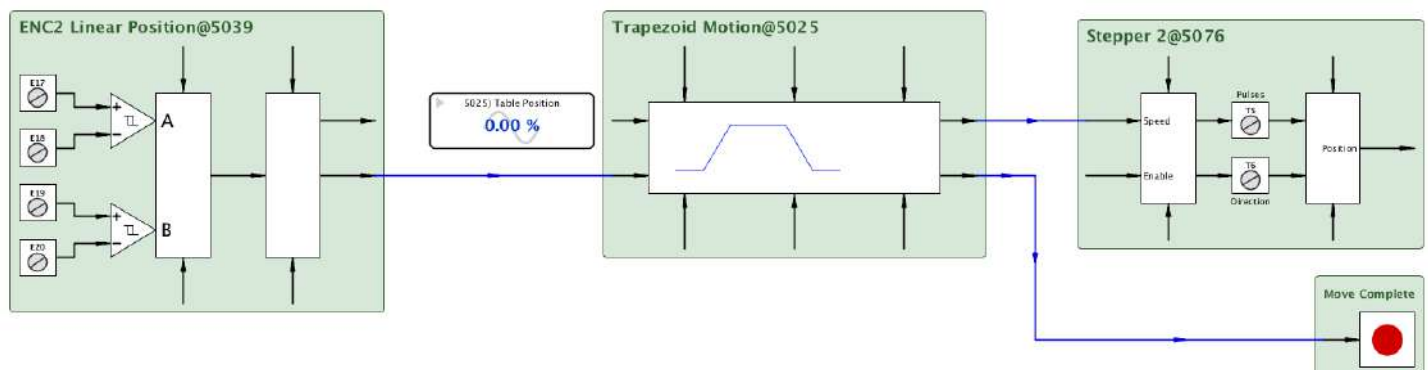 ENC2 Linear Position@5039
E17
E18
E19
E20
A
B
5025) Table Position
0.00 %
Trapezoid Motion@5025
Stepper 2@5076
Speed
Enable
Pulses
T5
T6
Direction
Position
Move Complete